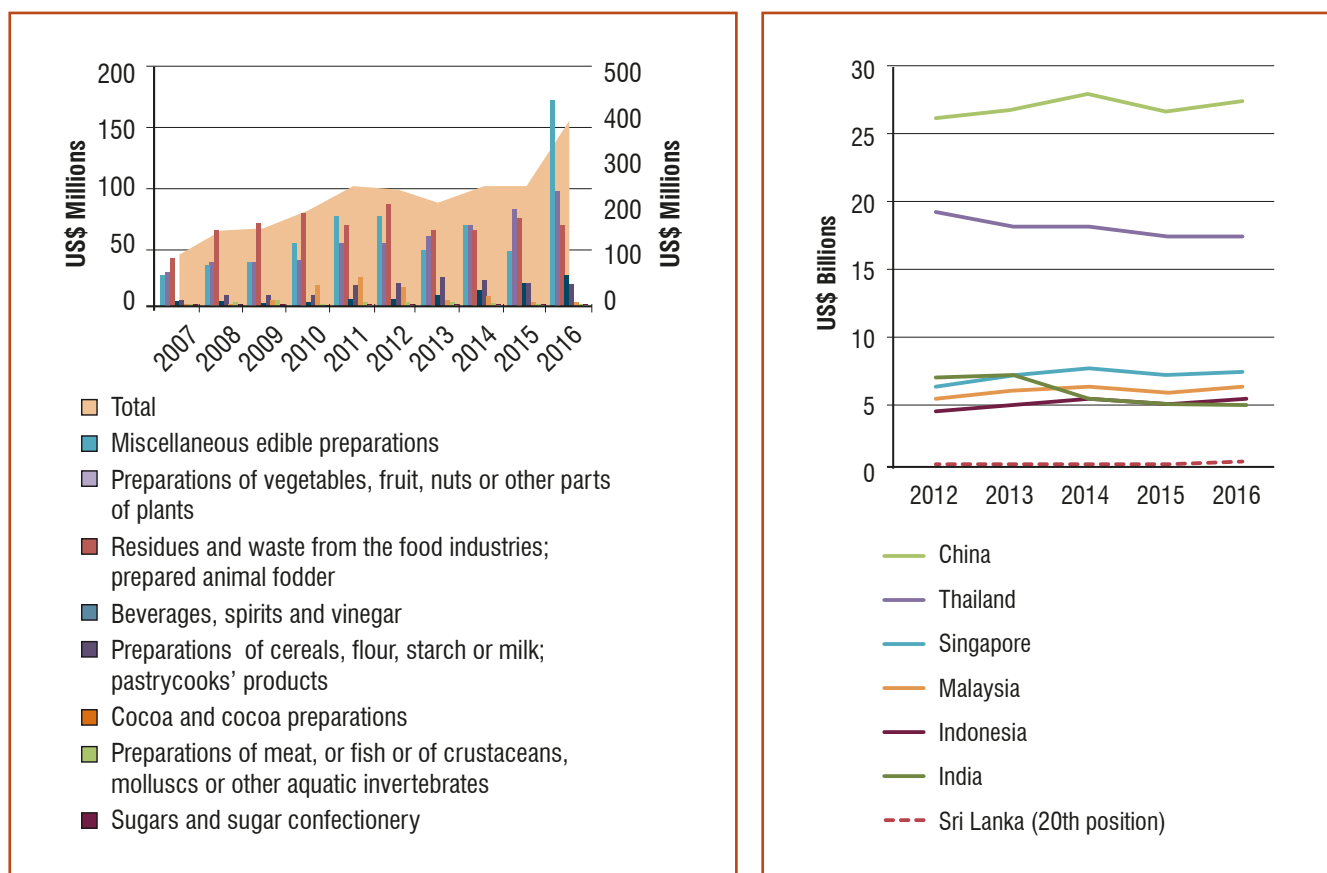 200
150
100
50
0
US$ Millions
500
400
300
200
100
0
US$ Millions
2007
2008
2009
2010
2011
2012
2013
2014
2015
2016
Total
Miscellaneous edible preparations
Preparations of vegetables, fruit, nuts or other parts
of plants
Residues and waste from the food industries;
prepared animal fodder
Beverages, spirits and vinegar
Preparations of cereals, flour, starch or milk;
pastrycooks’ products
Cocoa and cocoa preparations
Preparations of meat, or fish or of crustaceans,
molluscs or other aquatic invertebrates
Sugars and sugar confectionery
30
25
20
15
10
5
0
US$ Billions
2012
2013
2014
2015
2016
China
Thailand
Singapore
Malaysia
Indonesia
India
Sri Lanka (20th position)